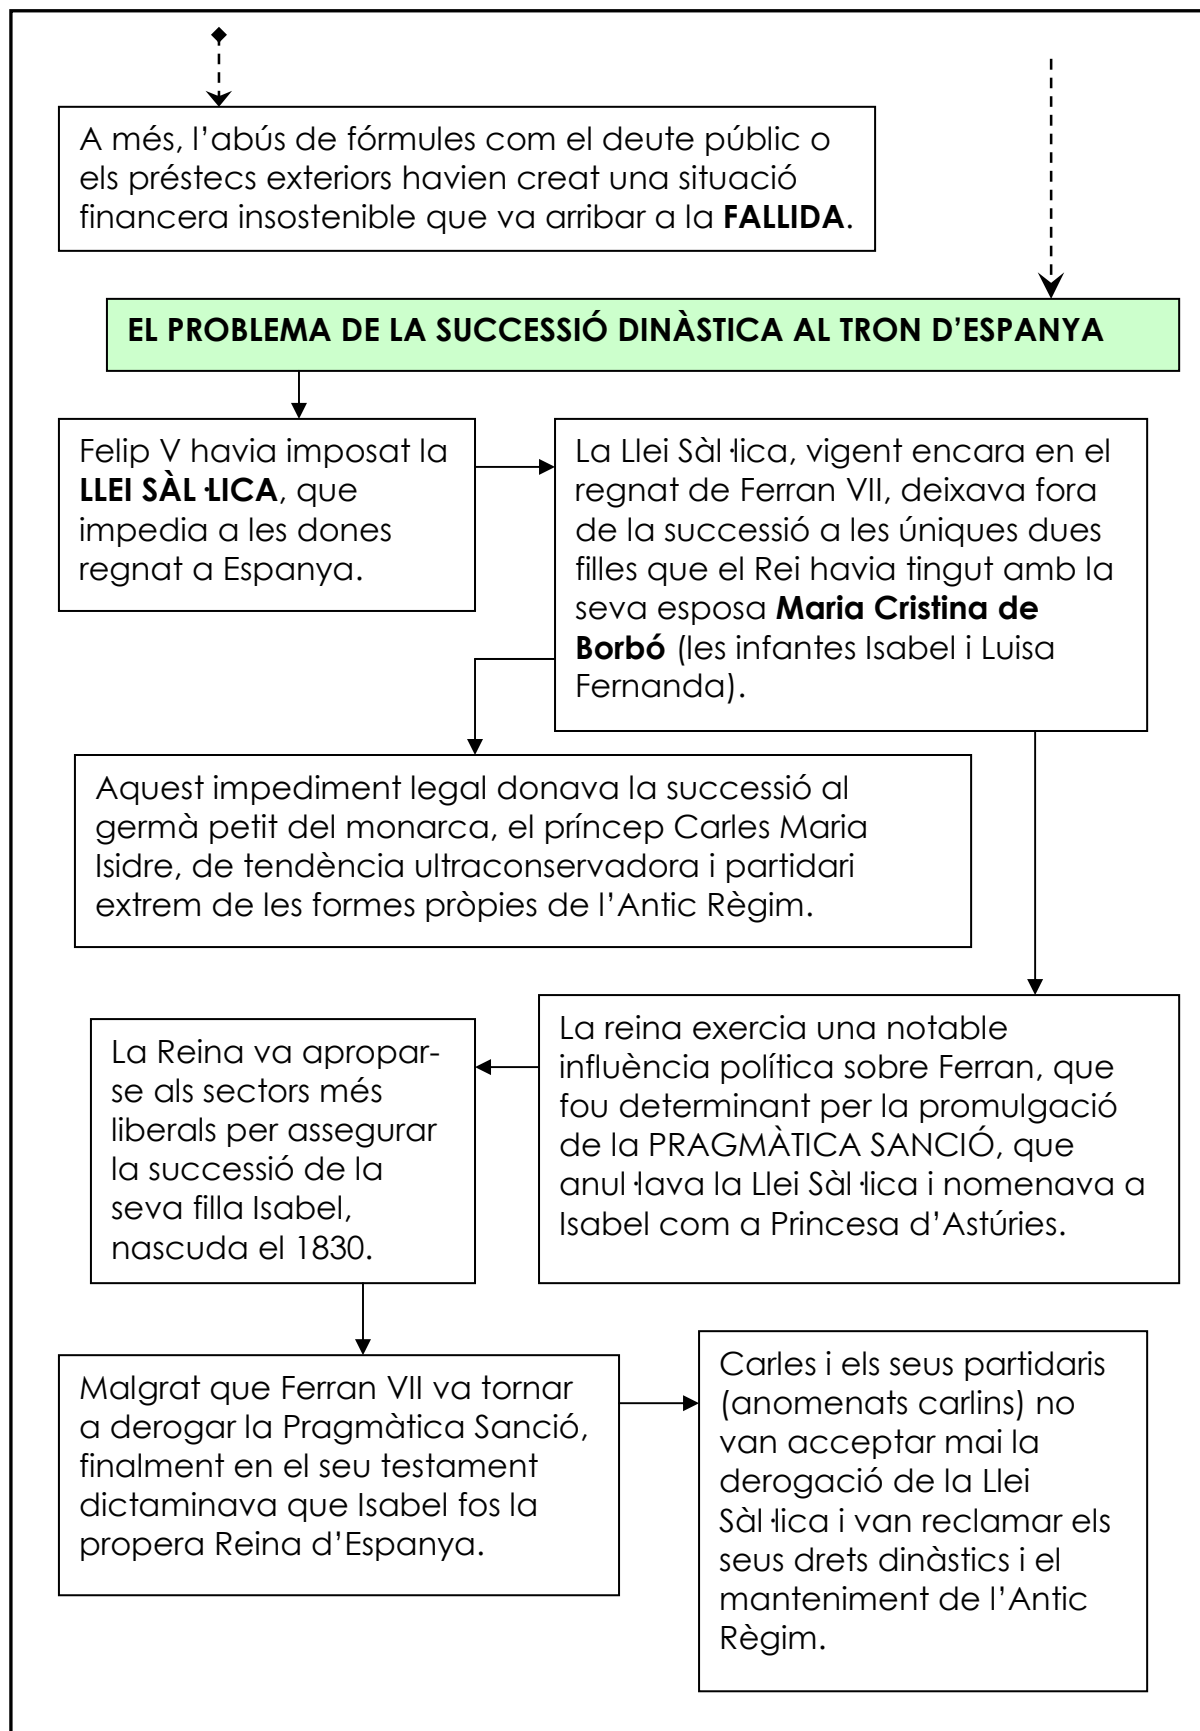 A més, l'abús de fórmules com el deute públic o
els préstecs exteriors havien creat una situació
financera insostenible que va arribar a la FALLIDA.
EL PROBLEMA DE LA SUCCESSIÓ DINÀSTICA AL TRON D'ESPANYA
Felip V havia imposat la
LLEI SÀL·LICA, que
impedia a les dones
regnat a Espanya.
La Llei Sàl·lica, vigent encara en el
regnat de Ferran VII, deixava fora
de la successió a les úniques dues
filles que el Rei havia tingut amb la
seva esposa Maria Cristina de
Borbó (les infantes Isabel i Luisa
Fernanda).
Aquest impediment legal donava la successió al
germà petit del monarca, el príncep Carles Maria
Isidre, de tendència ultraconservadora i partidari
extrem de les formes pròpies de l'Antic Règim.
La reina exercia una notable
influència política sobre Ferran, que
fou determinant per la promulgació
de la PRAGMÀTICA SANCIÓ, que
anul·lava la Llei Sàl·lica i nomenava a
Isabel com a Princesa d'Astúries.
La Reina va apropar-
se als sectors més
liberals per assegurar
la successió de la
seva filla Isabel,
nascuda el 1830.
Malgrat que Ferran VII va tornar
a derogar la Pragmàtica Sanció,
finalment en el seu testament
dictaminava que Isabel fos la
propera Reina d'Espanya.
Carles i els seus partidaris
(anomenats carlins) no
van acceptar mai la
derogació de la Llei
Sàl·lica i van reclamar els
seus drets dinàstics i el
manteniment de l'Antic
Règim.